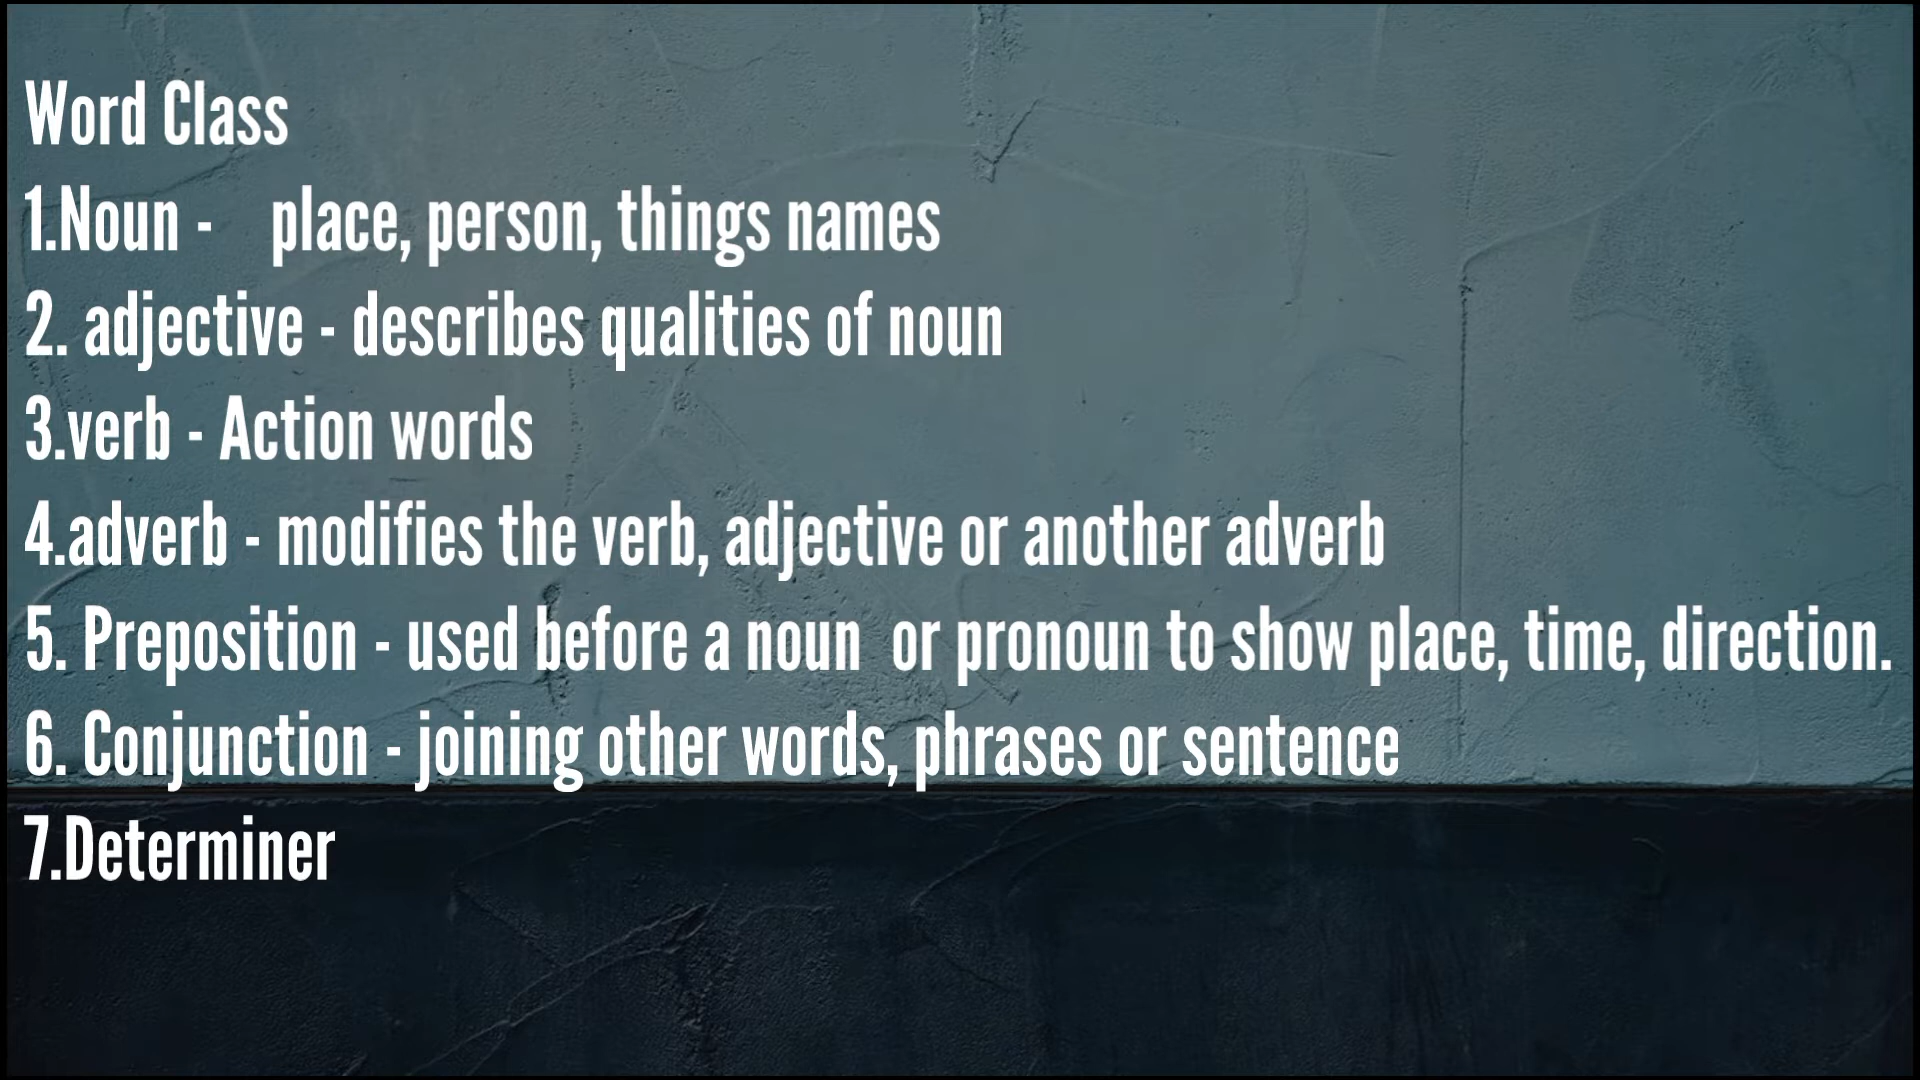 Word Class
1.Noun -    place, person, things names
2. adjective - describes qualities of noun
3.verb - Action words
4.adverb - modifies the verb, adjective or another adverb
5. Preposition - used before a noun  or pronoun to show place, time, direction.
6. Conjunction - joining other words, phrases or sentence
7.Determiner